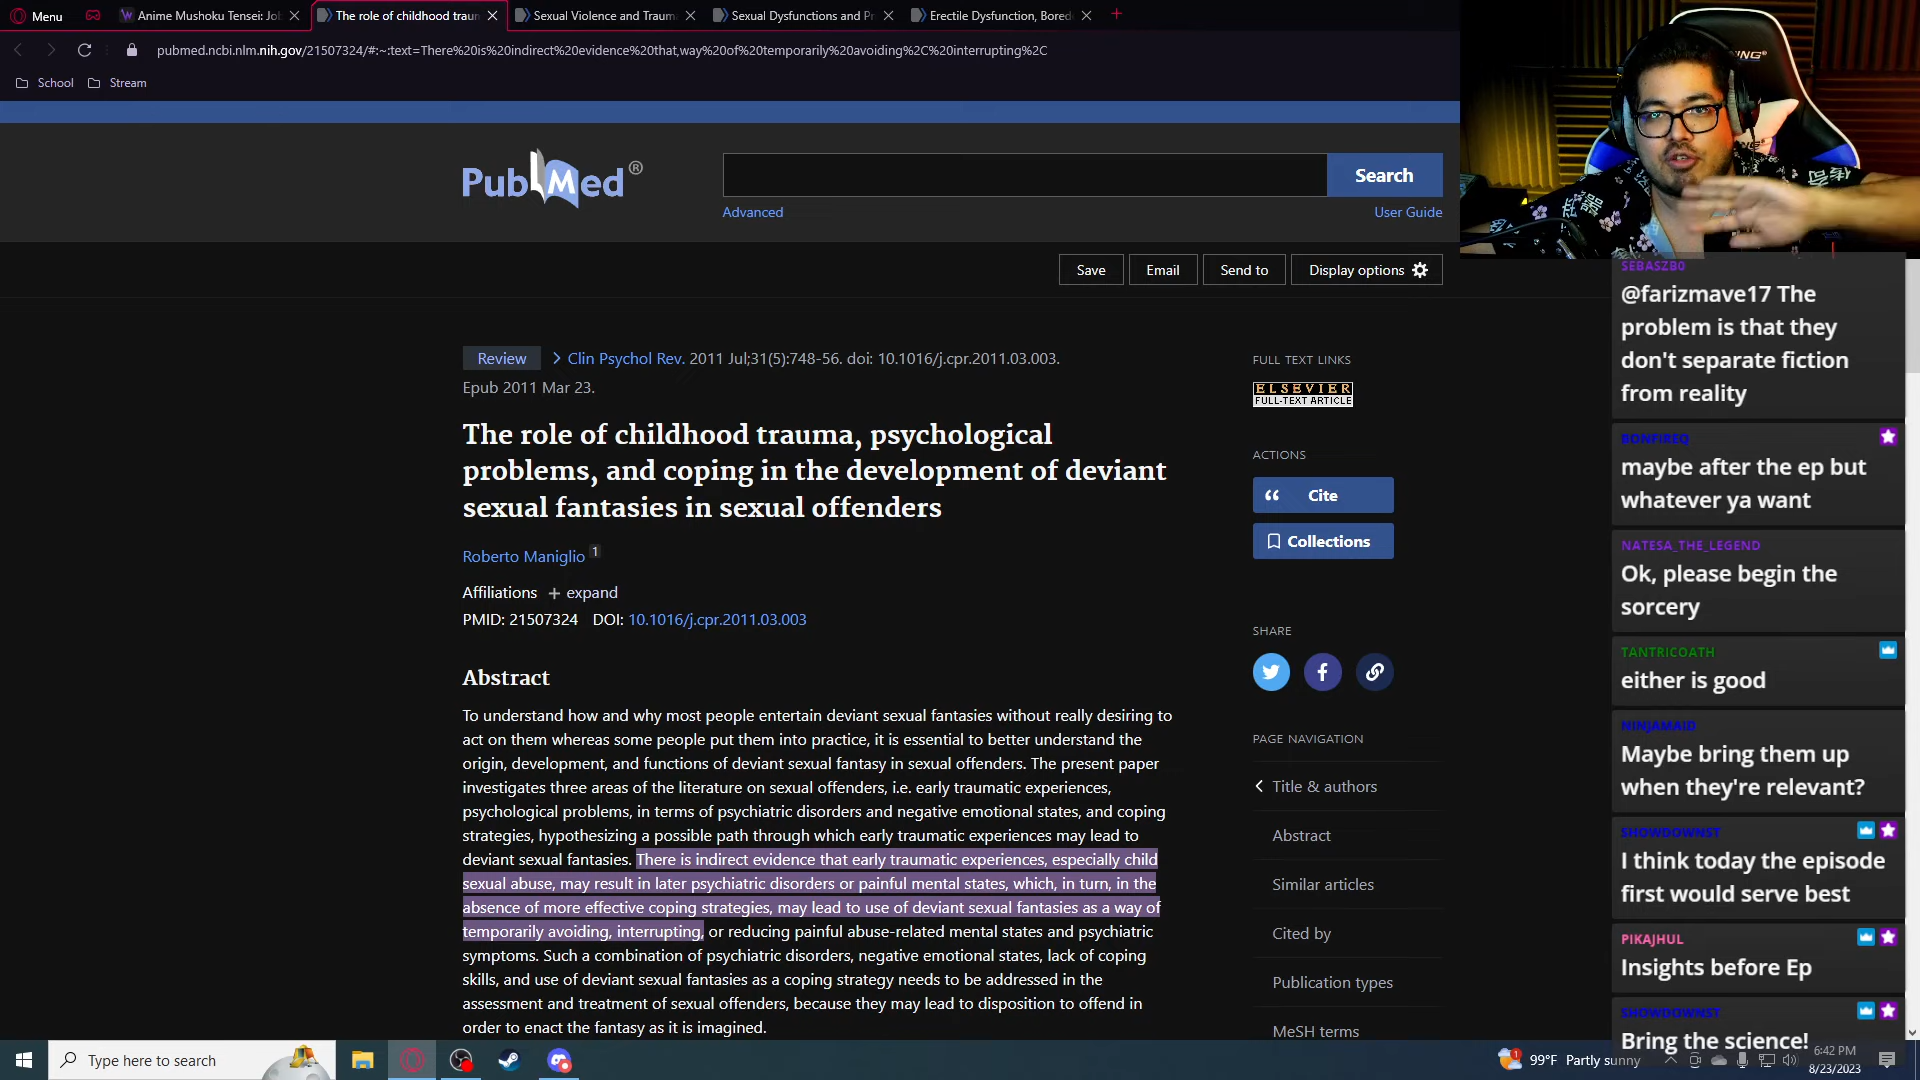 Menu
Anime Mushoku Tensei: Job
The role of childhood traum
Sexual Violence and Trauma
Sexual Dysfunctions and Pr
Erectile Dysfunction, Bored
pubmed.ncbi.nlm.nih.gov/21507324/#:~:text=There%20is%20indirect%20evidence%20that,way%20of%20temporarily%20avoiding%2C%20interrupting%2C
School
Stream
PubMed®
Search
Advanced
User Guide
Save
Email
Send to
Display options
Review
Clin Psychol Rev. 2011 Jul;31(5):748-56. doi: 10.1016/j.cpr.2011.03.003.
Epub 2011 Mar 23.
The role of childhood trauma, psychological
problems, and coping in the development of deviant
sexual fantasies in sexual offenders
Roberto Maniglio 1
Affiliations + expand
PMID: 21507324 DOI: 10.1016/j.cpr.2011.03.003
Abstract
To understand how and why most people entertain deviant sexual fantasies without really desiring to
act on them whereas some people put them into practice, it is essential to better understand the
origin, development, and functions of deviant sexual fantasy in sexual offenders. The present paper
investigates three areas of the literature on sexual offenders, i.e. early traumatic experiences,
psychological problems, in terms of psychiatric disorders and negative emotional states, and coping
strategies, hypothesizing a possible path through which early traumatic experiences may lead to
deviant sexual fantasies. There is indirect evidence that early traumatic experiences, especially child
sexual abuse, may result in later psychiatric disorders or painful mental states, which, in turn, in the
absence of more effective coping strategies, may lead to use of deviant sexual fantasies as a way of
temporarily avoiding, interrupting, or reducing painful abuse-related mental states and psychiatric
symptoms. Such a combination of psychiatric disorders, negative emotional states, lack of coping
skills, and use of deviant sexual fantasies as a coping strategy needs to be addressed in the
assessment and treatment of sexual offenders, because they may lead to disposition to offend in
order to enact the fantasy as it is imagined.
FULL TEXT LINKS
ELSEVIER
FULL-TEXT ARTICLE
ACTIONS
Cite
Collections
SHARE
PAGE NAVIGATION
Title & authors
Abstract
Similar articles
Cited by
Publication types
MeSH terms
SEBASZB0
@farizmave17 The
problem is that they
don't separate fiction
from reality
BONFIREQ
maybe after the ep but
whatever ya want
NATESA_THE_LEGEND
Ok, please begin the
sorcery
TANTRICOATH
either is good
NINJAMAID
Maybe bring them up
when they're relevant?
SHOWDOWNST
I think today the episode
first would serve best
PIKAJHUL
Insights before Ep
SHOWDOWNST
Bring the science!
Type here to search
1
99°F Partly sunny
6:42 PM
8/23/2023